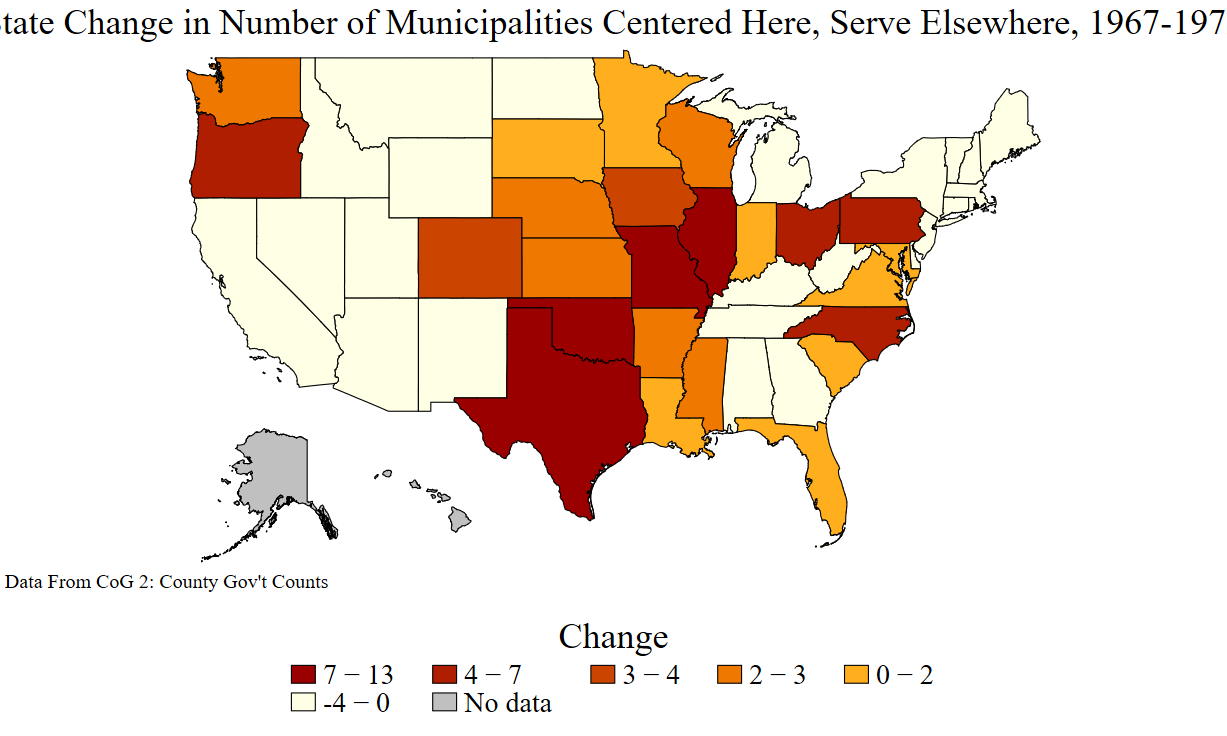 tate Change in Number of Municipalities Centered Here, Serve Elsewhere, 1967-197
Data From CoG 2: County Gov't Counts
Change
7 – 13 4 – 7 3 – 4 2 – 3 0 – 2
-4 – 0 No data